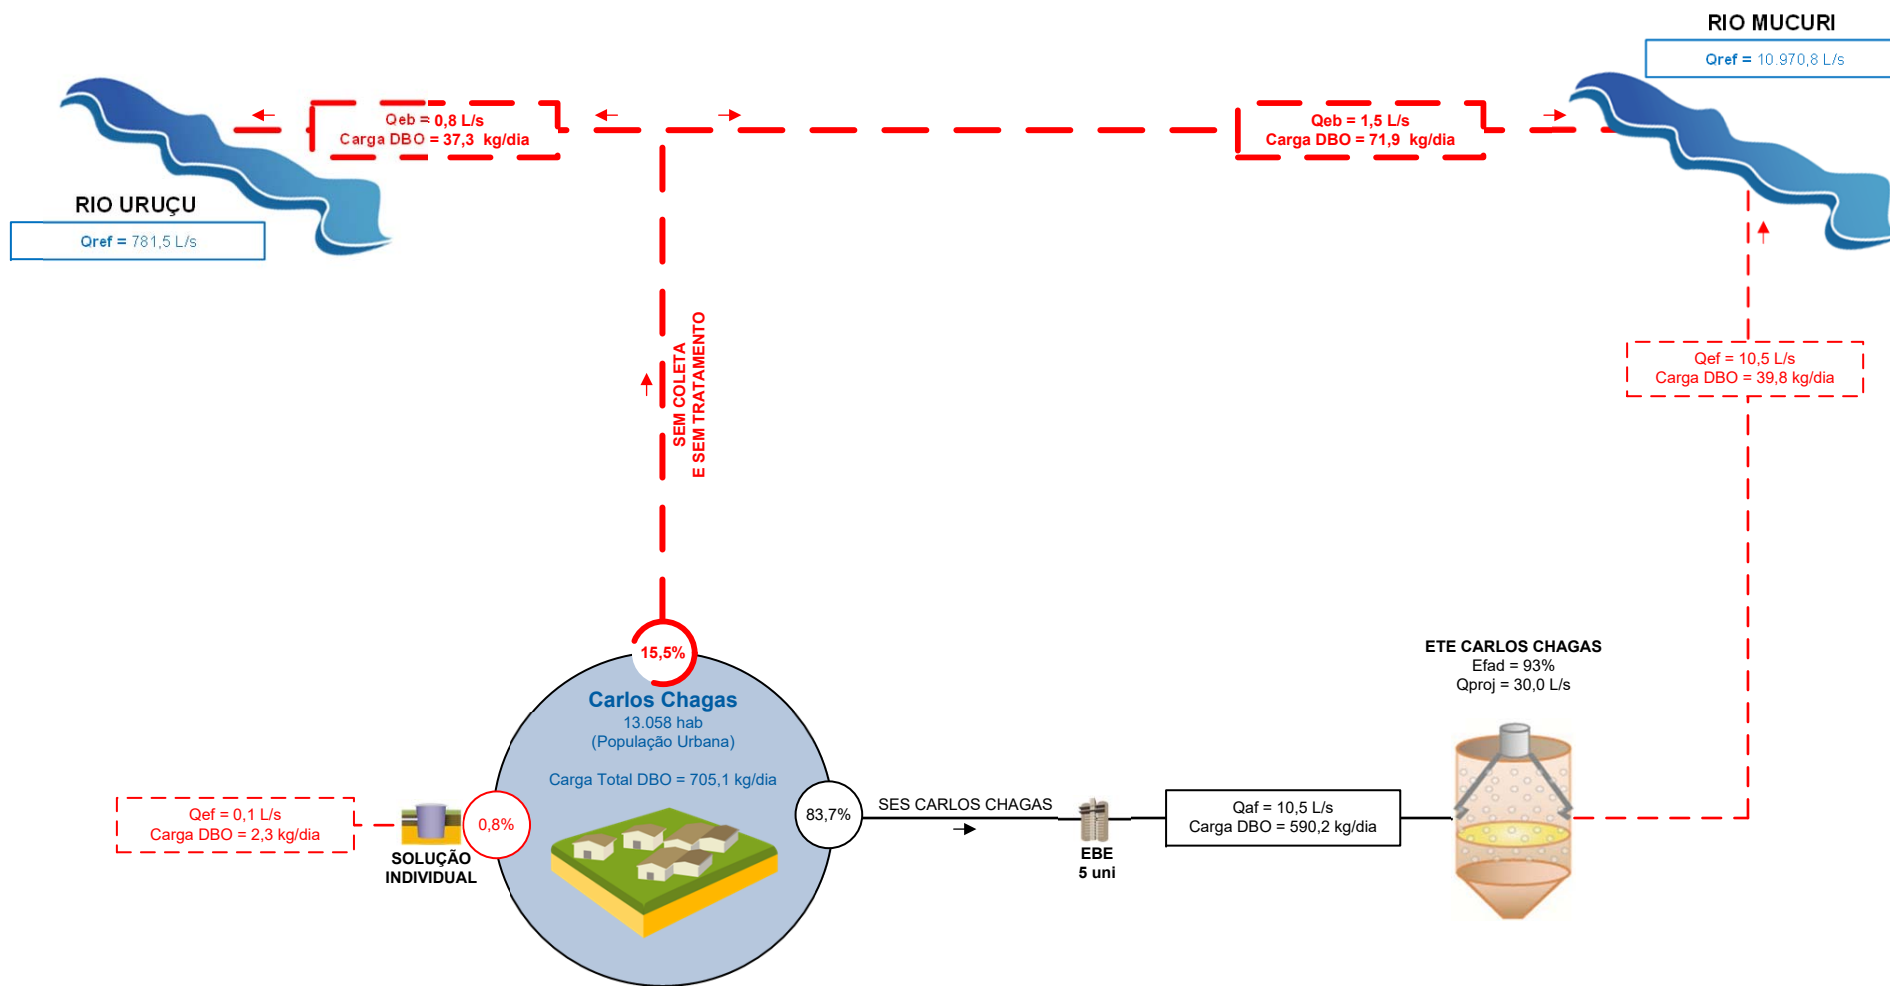 RIO MUCURI
Qref = 10.970,8 L/s
Qeb = 0,8 L/s
Carga DBO = 37,3 kg/dia
Qeb = 1,5 L/s
Carga DBO = 71,9 kg/dia
RIO URUÇU
Qref = 781,5 L/s
SEM COLETA
E SEM TRATAMENTO
Qef = 10,5 L/s
Carga DBO = 39,8 kg/dia
15,5%
Carlos Chagas
13.058 hab
(População Urbana)
Carga Total DBO = 705,1 kg/dia
ETE CARLOS CHAGAS
Efad = 93%
Qproj = 30,0 L/s
Qef = 0,1 L/s
Carga DBO = 2,3 kg/dia
SOLUÇÃO
INDIVIDUAL
0,8%
83,7%
SES CARLOS CHAGAS
EBE
5 uni
Qaf = 10,5 L/s
Carga DBO = 590,2 kg/dia